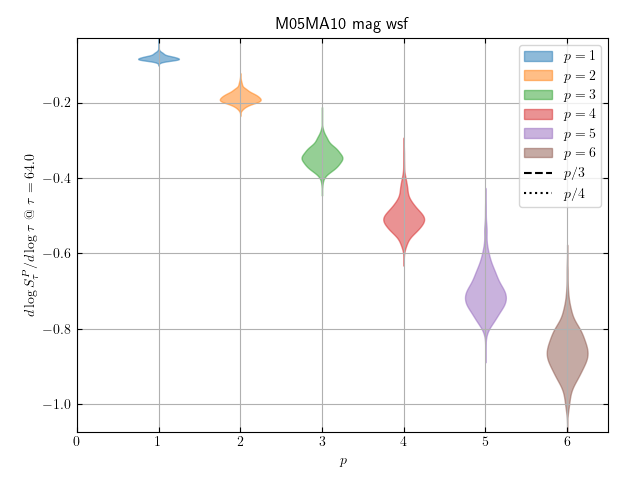 M05MA10 mag wsf
d log S_τ^P / d log τ @ τ = 64.0
−0.2
−0.4
−0.6
−0.8
−1.0
0 1 2 3 4 5 6
p
p = 1
p = 2
p = 3
p = 4
p = 5
p = 6
p/3
p/4